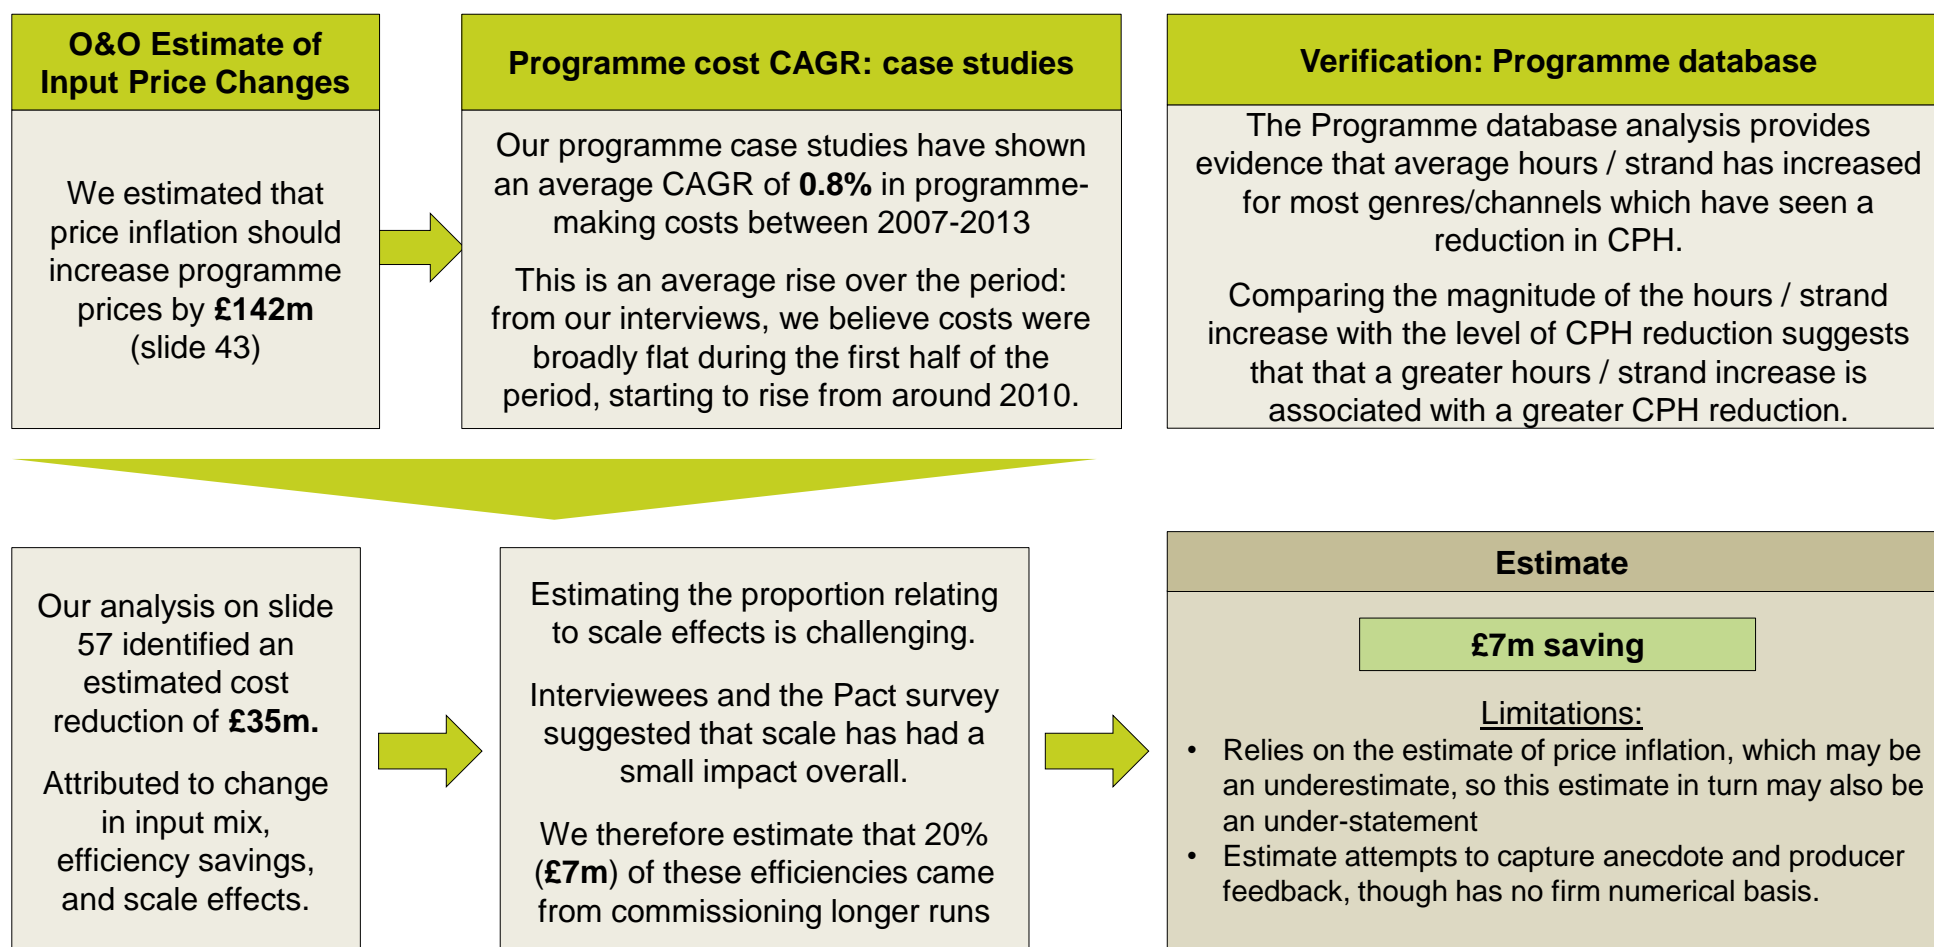 O&O Estimate of
Input Price Changes
We estimated that
price inflation should
increase programme
prices by £142m
(slide 43)
Programme cost CAGR: case studies
Our programme case studies have shown
an average CAGR of 0.8% in programme-
making costs between 2007-2013
This is an average rise over the period:
from our interviews, we believe costs were
broadly flat during the first half of the
period, starting to rise from around 2010.
Verification: Programme database
The Programme database analysis provides
evidence that average hours / strand has increased
for most genres/channels which have seen a
reduction in CPH.
Comparing the magnitude of the hours / strand
increase with the level of CPH reduction suggests
that that a greater hours / strand increase is
associated with a greater CPH reduction.
Our analysis on slide
57 identified an
estimated cost
reduction of £35m.
Attributed to change
in input mix,
efficiency savings,
and scale effects.
Estimating the proportion relating
to scale effects is challenging.
Interviewees and the Pact survey
suggested that scale has had a
small impact overall.
We therefore estimate that 20%
(£7m) of these efficiencies came
from commissioning longer runs
Estimate
£7m saving
Limitations:
• Relies on the estimate of price inflation, which may be
an underestimate, so this estimate in turn may also be
an under-statement
• Estimate attempts to capture anecdote and producer
feedback, though has no firm numerical basis.